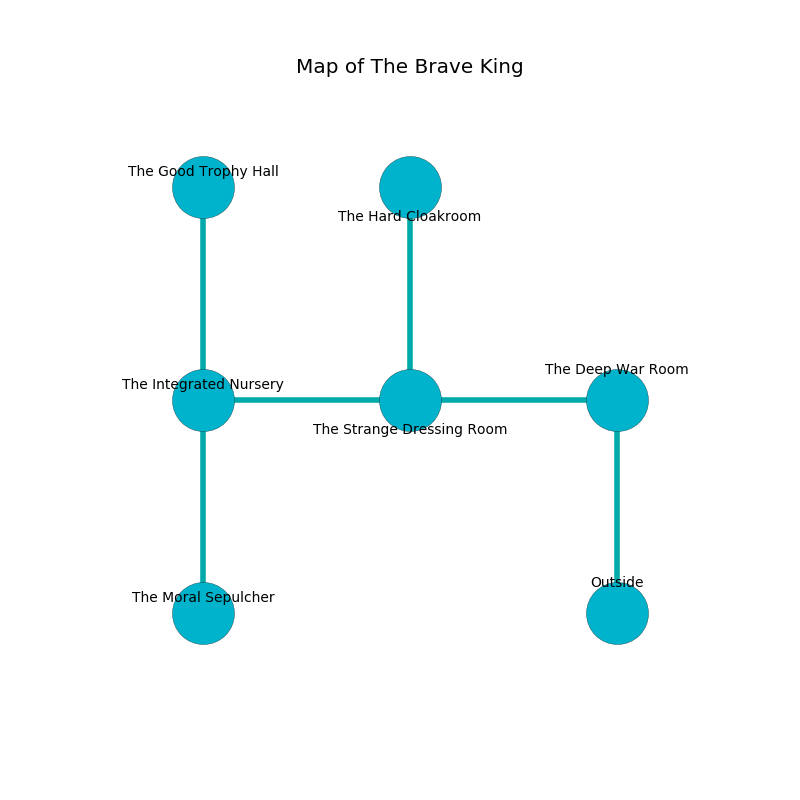 Map of The Brave King
The Good Trophy Hall
The Hard Cloakroom
The Deep War Room
The Integrated Nursery
The Strange Dressing Room
Outside
The Moral Sepulcher